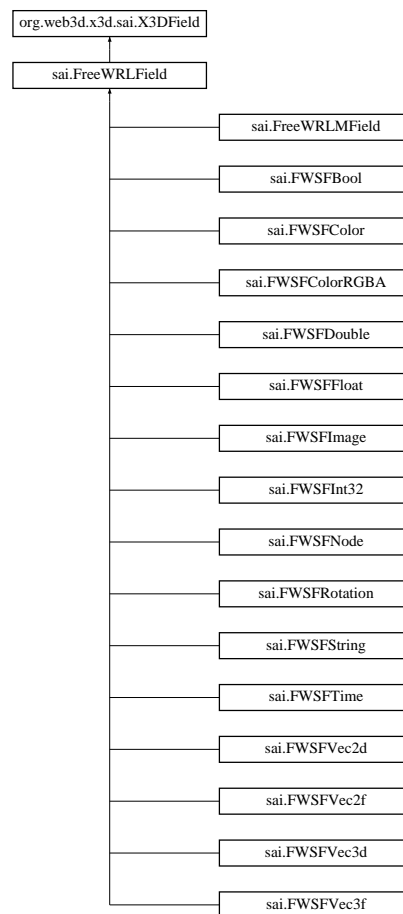 org.web3d.x3d.sai.X3DField
sai.FreeWRLField
sai.FreeWRLMField
sai.FWSFBool
sai.FWSFColor
sai.FWSFColorRGBA
sai.FWSFDouble
sai.FWSFFloat
sai.FWSFImage
sai.FWSFInt32
sai.FWSFNode
sai.FWSFRotation
sai.FWSFString
sai.FWSFTime
sai.FWSFVec2d
sai.FWSFVec2f
sai.FWSFVec3d
sai.FWSFVec3f